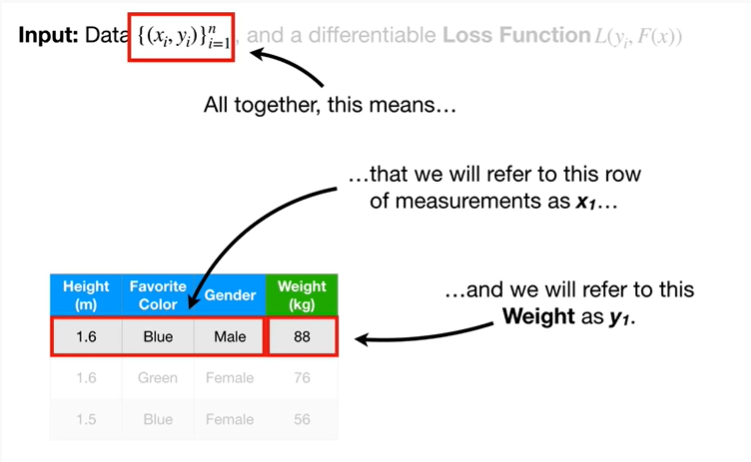 Input: Data {(xᵢ, yᵢ)}ⁿᵢ₌₁, and a differentiable Loss Function L(yᵢ, F(x))
All together, this means…
…that we will refer to this row
of measurements as x₁…
Height (m) Favorite Color Gender Weight (kg)
1.6 Blue Male 88
1.6 Green Female 76
1.5 Blue Female 56
…and we will refer to this
Weight as y₁.